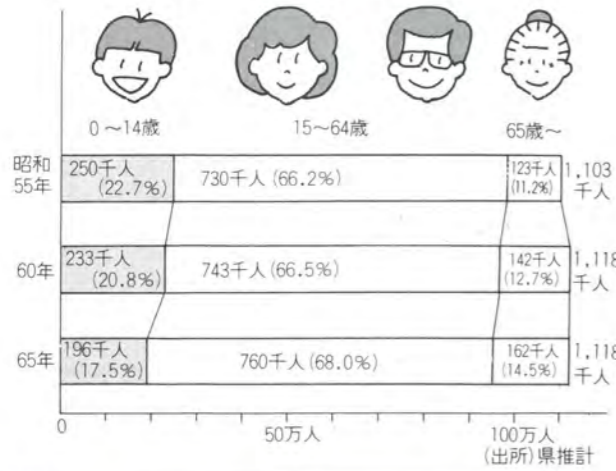 0～14歳 15～64歳 65歳～
昭和 250千人 730千人(66.2%) 123千人 1,103
55年 (22.7%) (11.2%) 千人
60年 233千人 743千人(66.5%) 142千人 1,118
(20.8%) (12.7%) 千人
65年 196千人 760千人(68.0%) 162千人 1,118
(17.5%) (14.5%) 千人
0 50万人 100万人
(出所)県推計